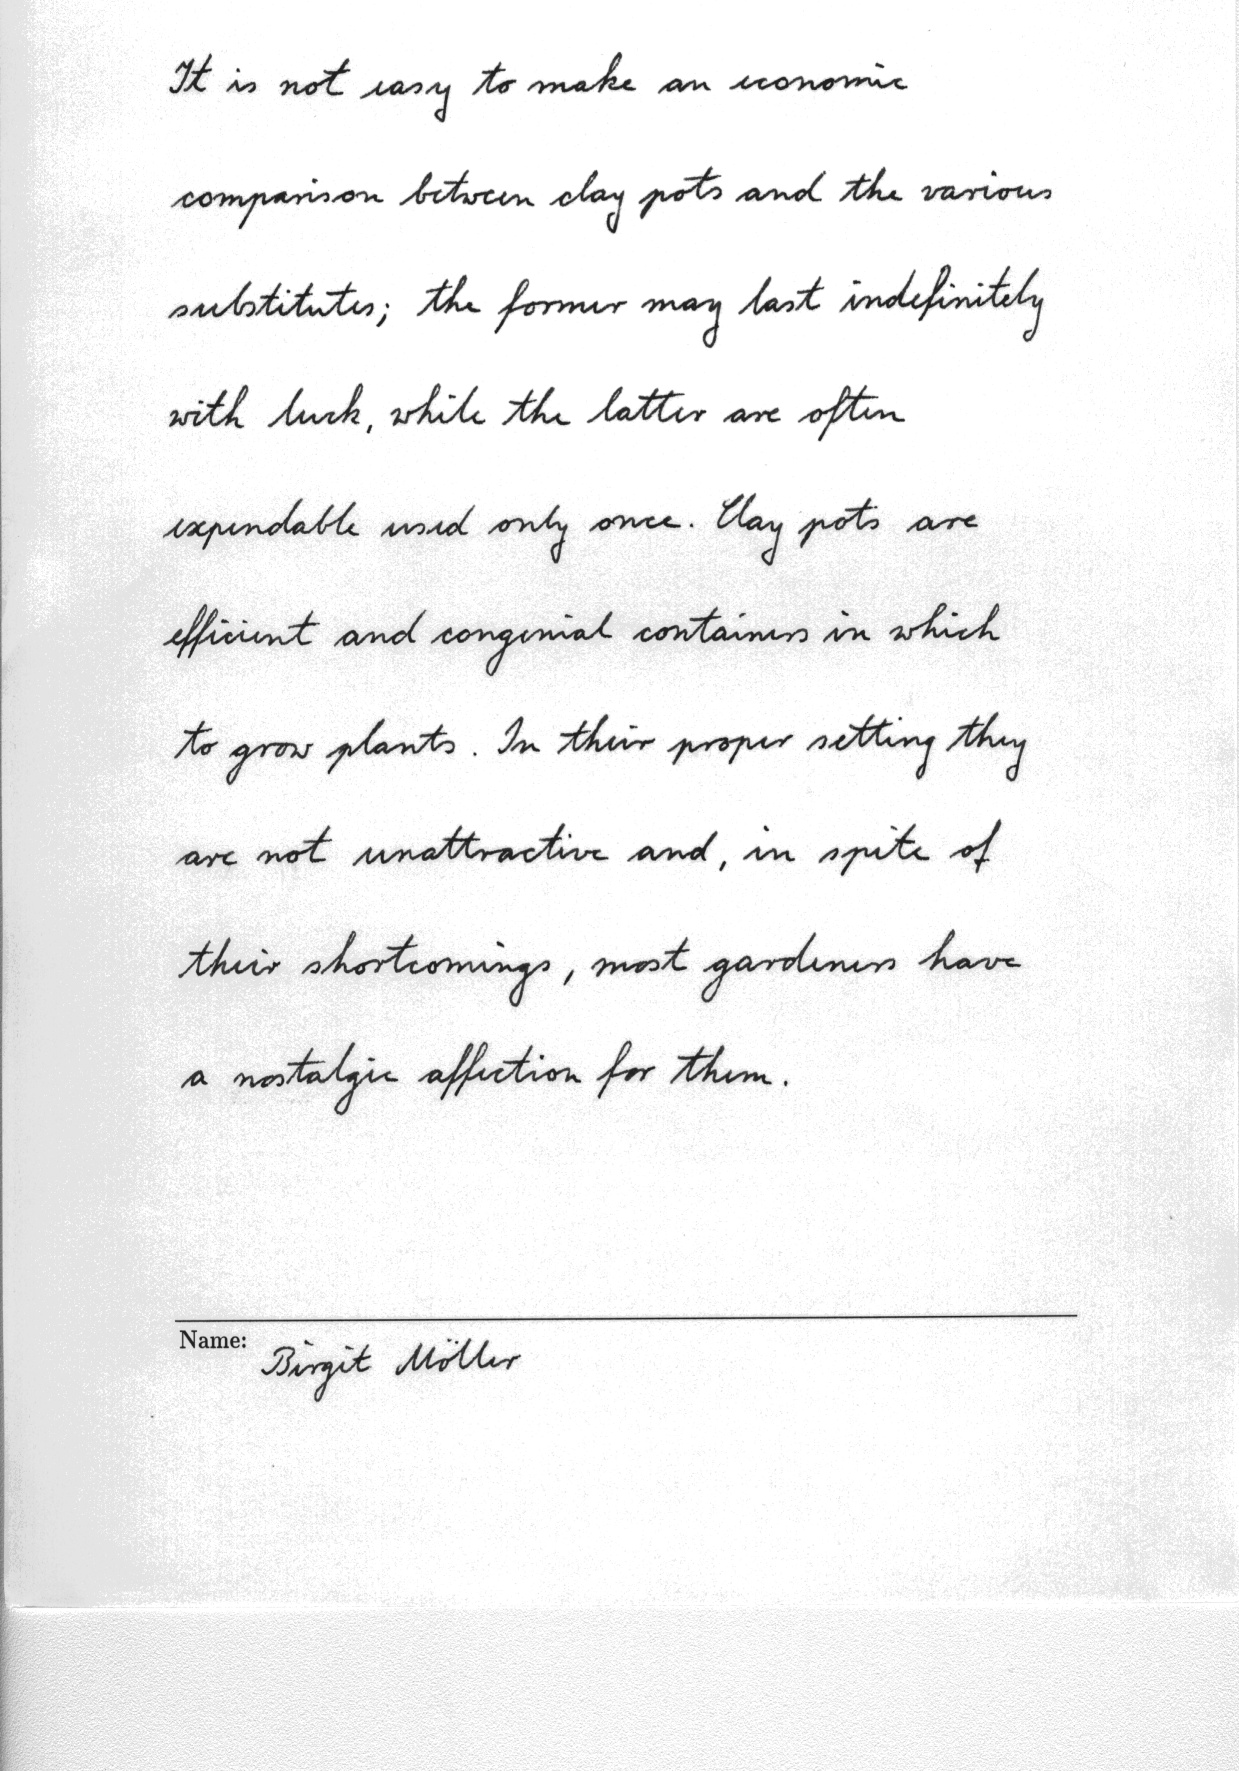 It is not easy to make an economic
comparison between clay pots and the various
substitutes; the former may last indefinitely
with luck, while the latter are often
expendable used only once. Clay pots are
efficient and congenial containers in which
to grow plants. In their proper setting they
are not unattractive and, in spite of
their shortcomings, most gardeners have
a nostalgic affection for them.
Name:
Birgit Möller